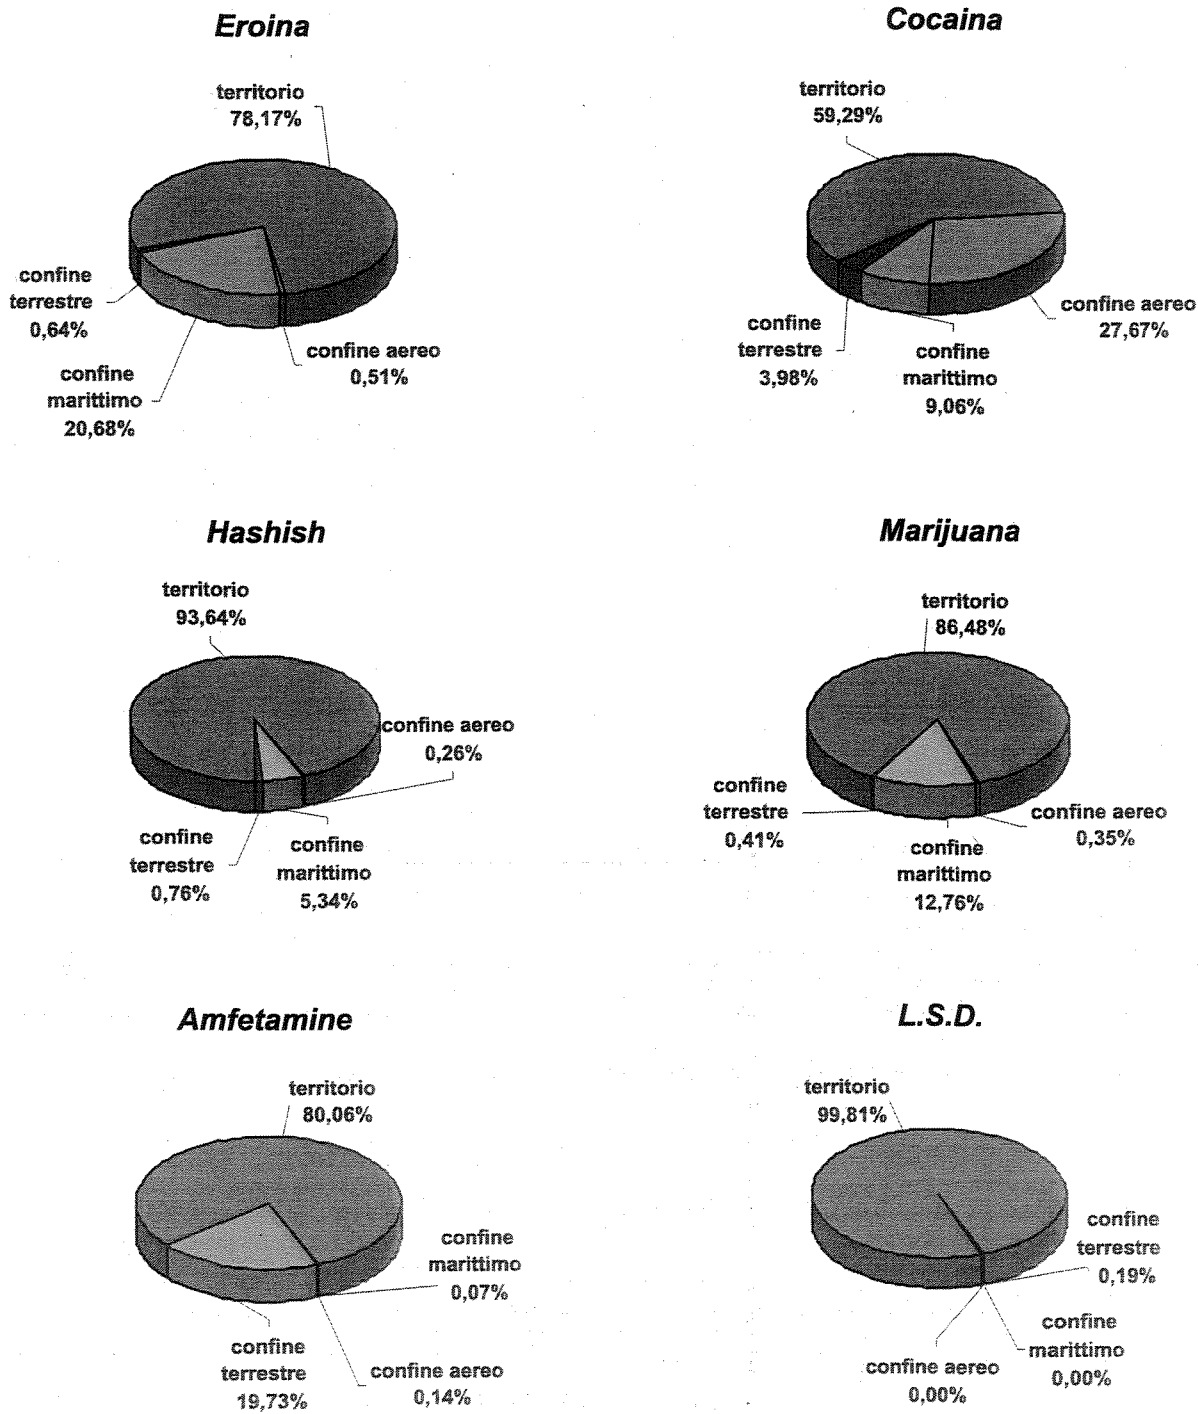 Eroina
territorio
78,17%
confine
terrestre
0,64%
confine
marittimo
20,68%
confine aereo
0,51%
Cocaina
territorio
59,29%
confine
terrestre
3,98%
confine
marittimo
9,06%
confine aereo
27,67%
Hashish
territorio
93,64%
confine aereo
0,26%
confine
terrestre
0,76%
confine
marittimo
5,34%
Marijuana
territorio
86,48%
confine
terrestre
0,41%
confine
marittimo
12,76%
confine aereo
0,35%
Amfetamine
territorio
80,06%
confine
marittimo
0,07%
confine
terrestre
19,73%
confine aereo
0,14%
L.S.D.
territorio
99,81%
confine
terrestre
0,19%
confine
marittimo
0,00%
confine aereo
0,00%